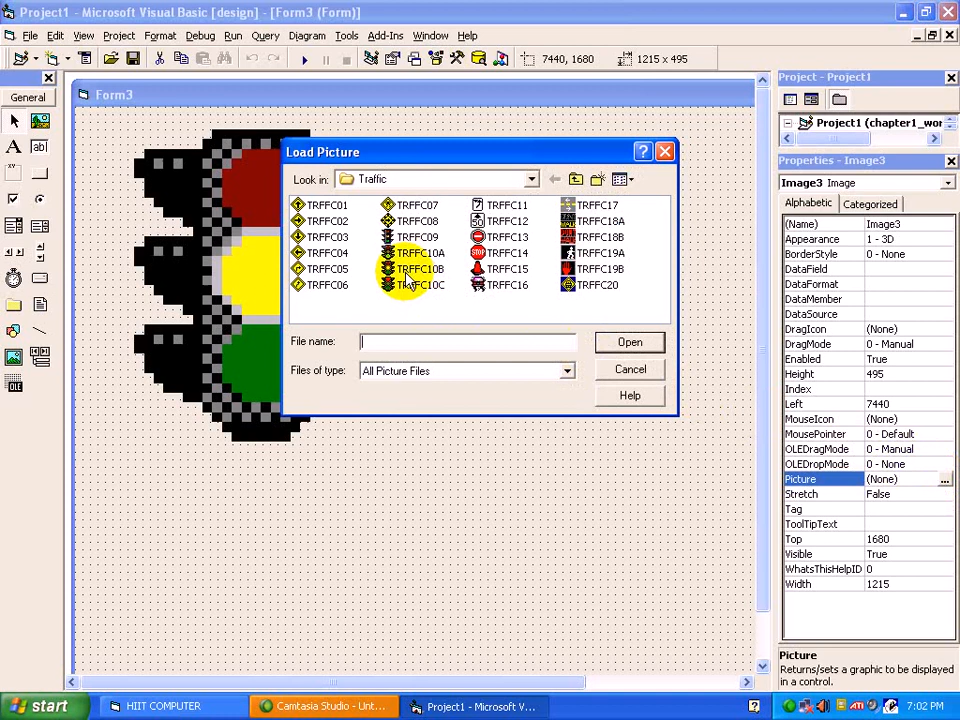 Project1 - Microsoft Visual Basic [design] - [Form3 (Form)]
File Edit View Project Format Debug Run Query Diagram Tools Add-Ins Window Help
7440, 1680 1215 x 495
General
Form3
Load Picture
Look in: Traffic
TRFFC01 TRFFC07 TRFFC11 TRFFC17
TRFFC02 TRFFC08 TRFFC12 TRFFC18A
TRFFC03 TRFFC09 TRFFC13 TRFFC18B
TRFFC04 TRFFC10A TRFFC14 TRFFC19A
TRFFC05 TRFFC10B TRFFC15 TRFFC19B
TRFFC06 TRFFC10C TRFFC16 TRFFC20
File name: Open
Files of type: All Picture Files Cancel
Help
Project - Project1
Project1 (chapter1_wor
Properties - Image3
Image3 Image
Alphabetic Categorized
(Name) Image3
Appearance 1 - 3D
BorderStyle 0 - None
DataField
DataFormat
DataMember
DataSource
DragIcon (None)
DragMode 0 - Manual
Enabled True
Height 495
Index
Left 7440
MouseIcon (None)
MousePointer 0 - Default
OLEDragMode 0 - Manual
OLEDropMode 0 - None
Picture (None) ...
Stretch False
Tag
ToolTipText
Top 1680
Visible True
WhatsThisHelpID 0
Width 1215
Picture
Returns/sets a graphic to be displayed
in a control.
start HIIT COMPUTER Camtasia Studio - Unt... Project1 - Microsoft V... 7:02 PM